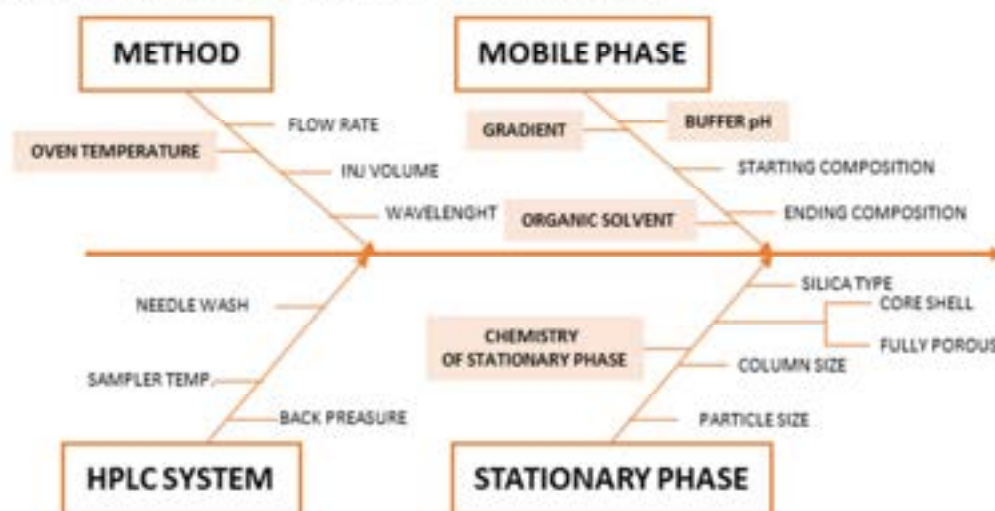 METHOD
MOBILE PHASE
FLOW RATE
OVEN TEMPERATURE
INJ VOLUME
WAVELENGHT
GRADIENT
BUFFER pH
STARTING COMPOSITION
ORGANIC SOLVENT
ENDING COMPOSITION
NEEDLE WASH
SAMPLER TEMP.
BACK PREASURE
SILICA TYPE
CORE SHELL
FULLY POROUS
CHEMISTRY
OF STATIONARY PHASE
COLUMN SIZE
PARTICLE SIZE
HPLC SYSTEM
STATIONARY PHASE